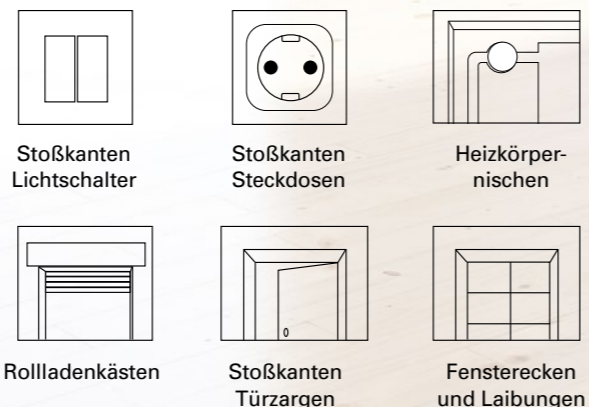 Stoßkanten
Lichtschalter
Stoßkanten
Steckdosen
Heizkörper-
nischen
Rollladenkästen
Stoßkanten
Türzargen
Fensterecken
und Laibungen